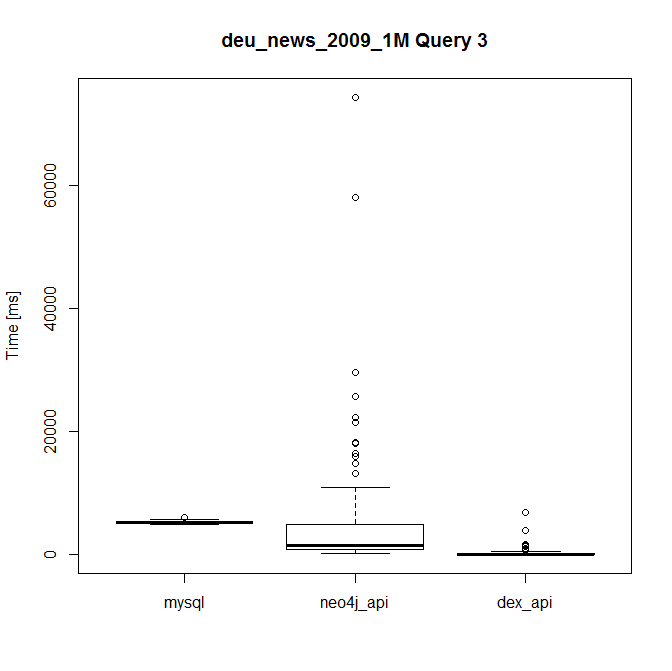 deu_news_2009_1M Query 3
60000
40000
20000
0
Time [ms]
mysql
neo4j_api
dex_api